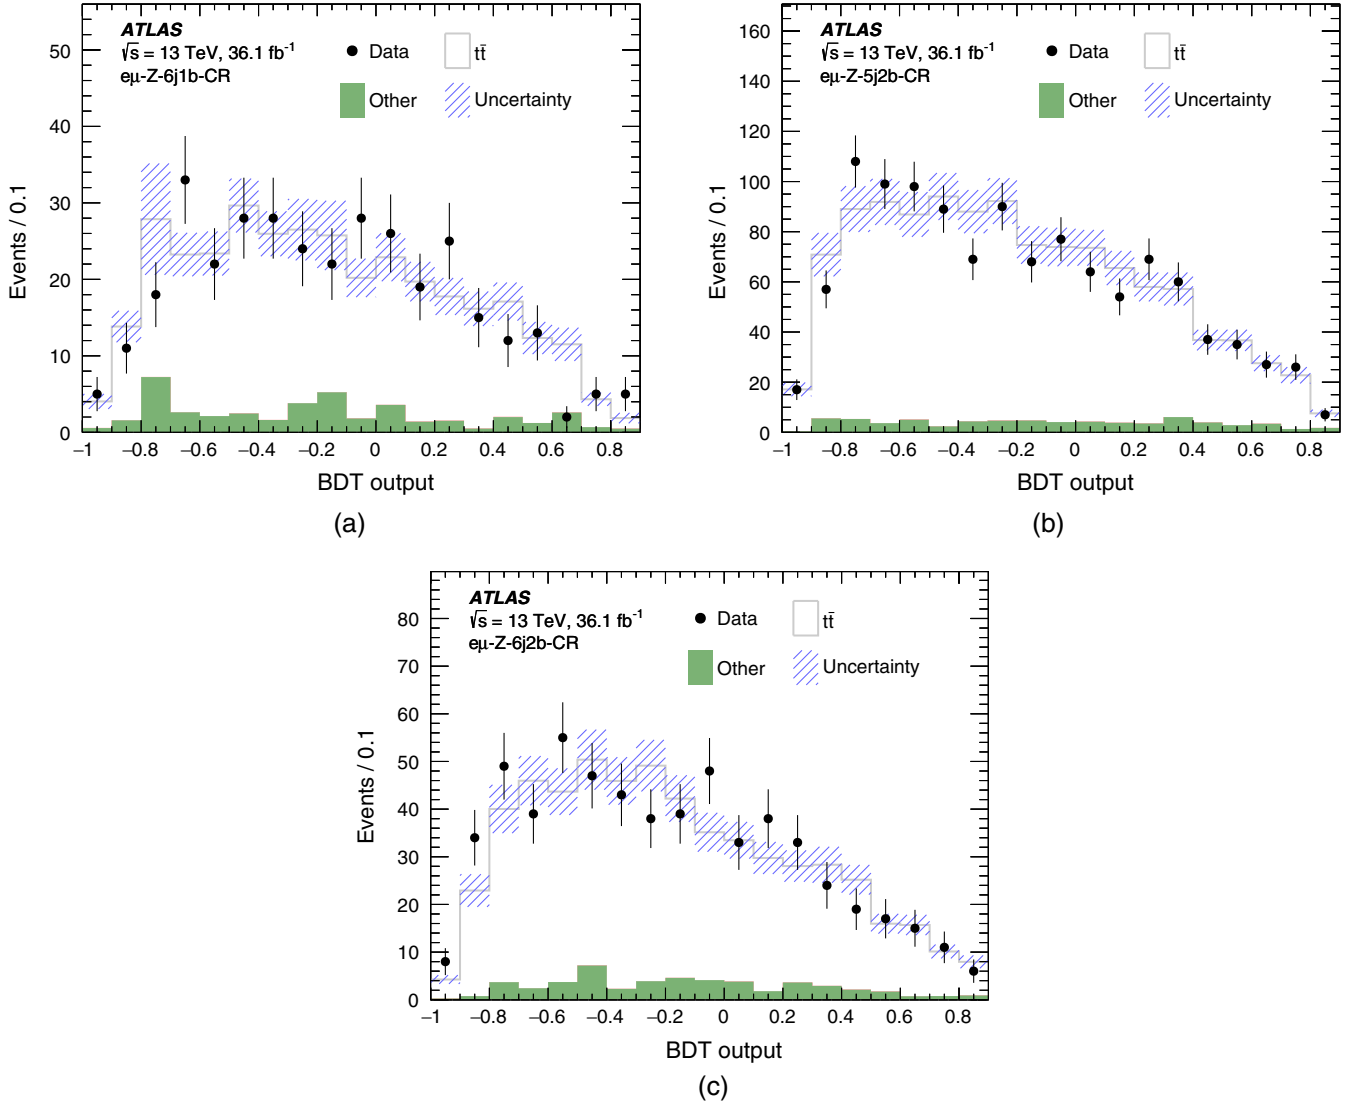 ATLAS
√s = 13 TeV, 36.1 fb⁻¹
eμ-Z-6j1b-CR
Data
tt̄
Other
Uncertainty
Events / 0.1
50
40
30
20
10
0
−1 −0.8 −0.6 −0.4 −0.2 0 0.2 0.4 0.6 0.8
BDT output
(a)
ATLAS
√s = 13 TeV, 36.1 fb⁻¹
eμ-Z-5j2b-CR
Data
tt̄
Other
Uncertainty
Events / 0.1
160
140
120
100
80
60
40
20
0
−1 −0.8 −0.6 −0.4 −0.2 0 0.2 0.4 0.6 0.8
BDT output
(b)
ATLAS
√s = 13 TeV, 36.1 fb⁻¹
eμ-Z-6j2b-CR
Data
tt̄
Other
Uncertainty
Events / 0.1
80
70
60
50
40
30
20
10
0
−1 −0.8 −0.6 −0.4 −0.2 0 0.2 0.4 0.6 0.8
BDT output
(c)